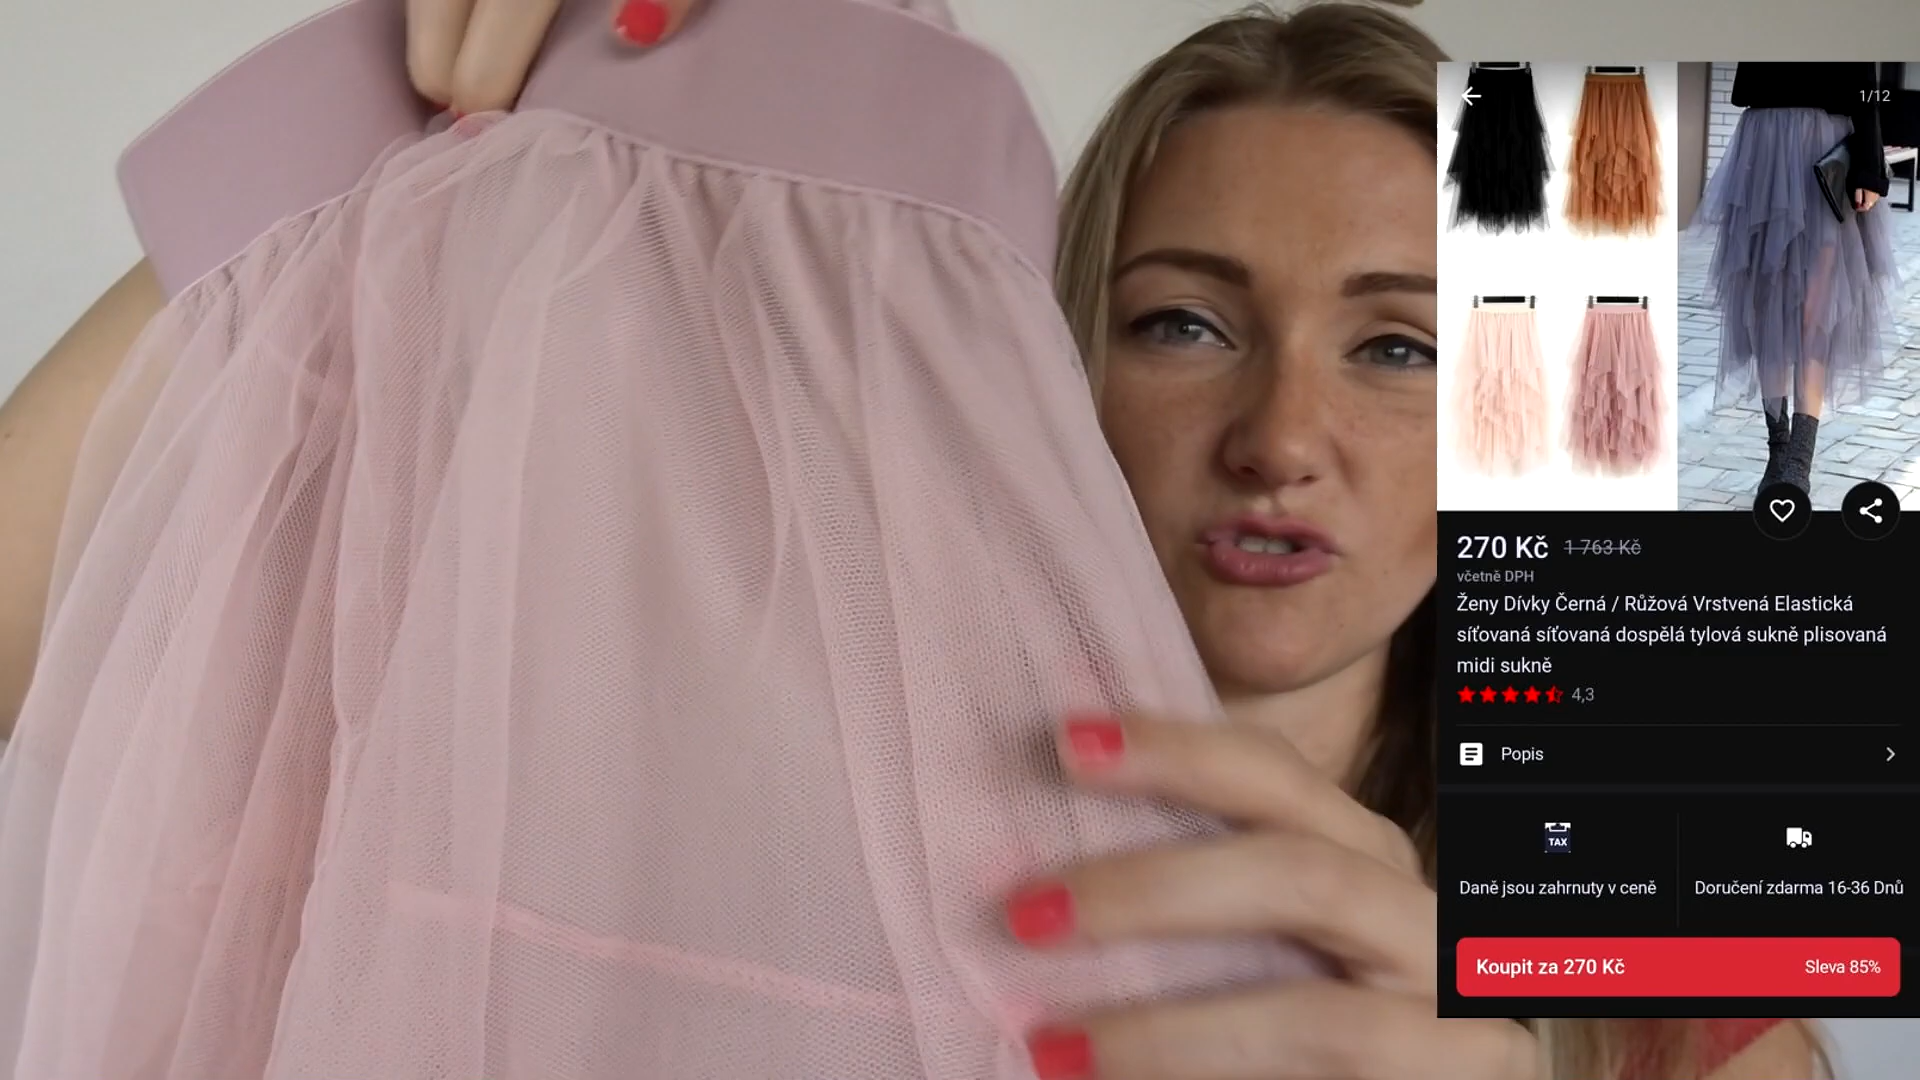 1/12
270 Kč 1 763 Kč
včetně DPH
Ženy Dívky Černá / Růžová Vrstvená Elastická
síťovaná síťovaná dospělá tylová sukně plisovaná
midi sukně
4,3
Popis
TAX
Daně jsou zahrnuty v ceně
Doručení zdarma 16-36 Dnů
Koupit za 270 Kč
Sleva 85%